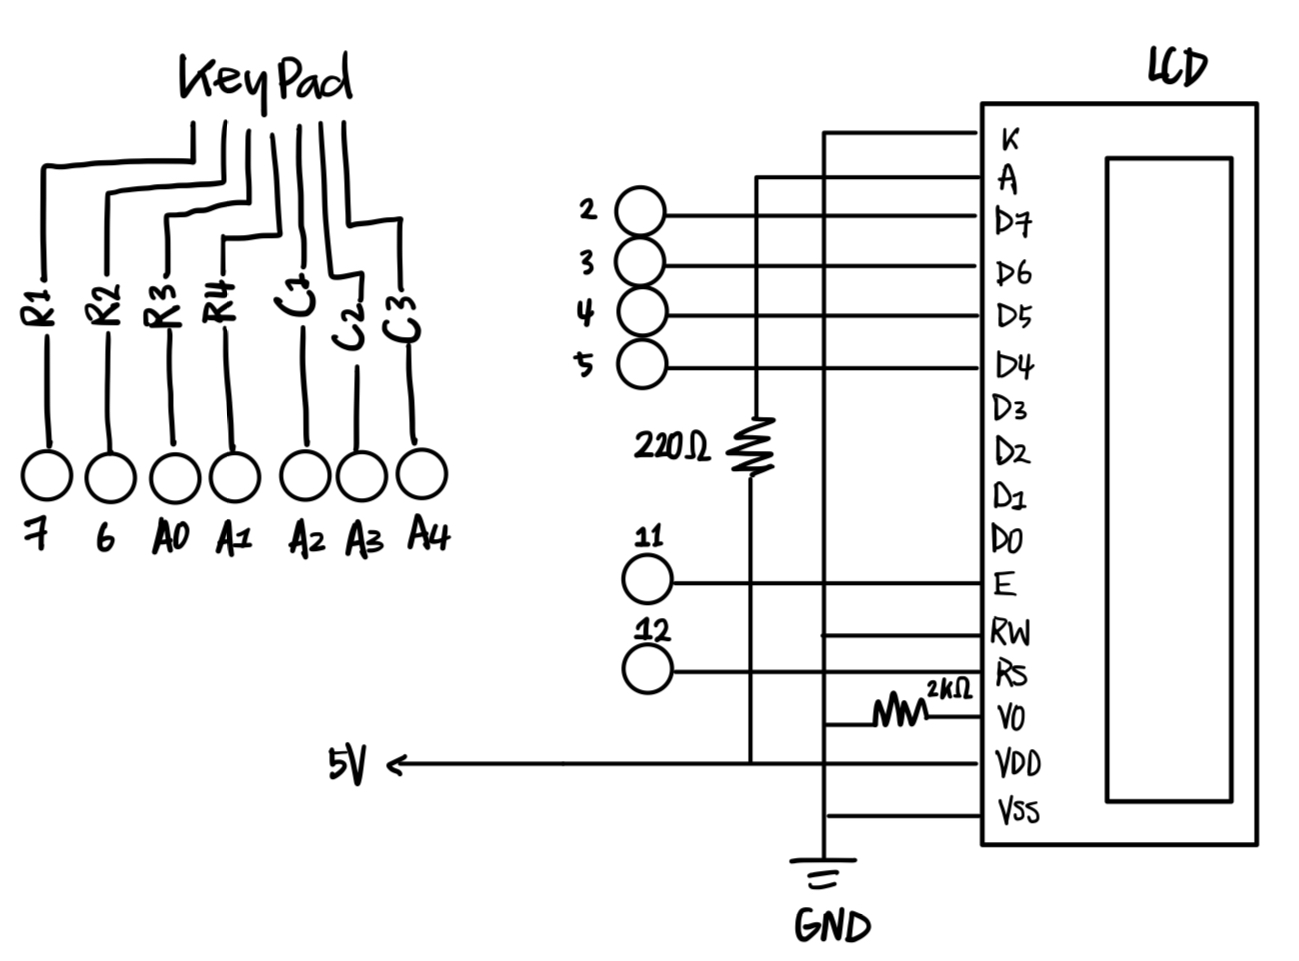 KeyPad
R1 R2 R3 R4 C1 C2 C3
7 6 A0 A1 A2 A3 A4
LCD
K
A
2
D7
3
D6
4
D5
5
D4
D3
220Ω
D2
D1
11
D0
E
12
RW
RS
2kΩ
V0
5V
VDD
VSS
GND